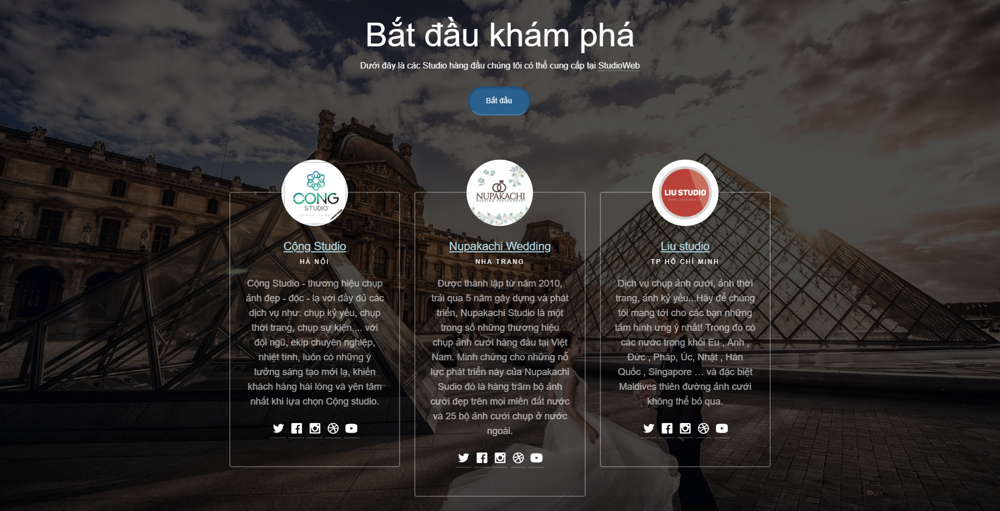 Bắt đầu khám phá
Dưới đây là các Studio hàng đầu chúng tôi có thể cung cấp tại StudioWeb
Bắt đầu
CONG
STUDIO
Cộng Studio
HÀ NỘI
Cộng Studio - thương hiệu chụp
ảnh đẹp - độc - lạ với đầy đủ các
dịch vụ như: chụp kỷ yếu, chụp
thời trang, chụp sự kiện,... với
đội ngũ, ekip chuyên nghiệp,
nhiệt tình, luôn có những ý
tưởng sáng tạo mới lạ, khiến
khách hàng hài lòng và yên tâm
nhất khi lựa chọn Cộng studio.
NUPAKACHI
WEDDING PHOTOGRAPHY
Nupakachi Wedding
NHA TRANG
Được thành lập từ năm 2010,
trải qua 5 năm gây dựng và phát
triển, Nupakachi Studio là một
trong số những thương hiệu
chụp ảnh cưới hàng đầu tại Việt
Nam. Minh chứng cho những nỗ
lực phát triển này của Nupakachi
Sudio đó là hàng trăm bộ ảnh
cưới đẹp trên mọi miền đất nước
và 25 bộ ảnh cưới chụp ở nước
ngoài.
LIU STUDIO
www.LiuStudio.vn
Liu studio
TP HỒ CHÍ MINH
Dịch vụ chụp ảnh cưới, ảnh thời
trang, ảnh kỷ yếu...Hãy để chúng
tôi mang tới cho các bạn những
tấm hình ưng ý nhất! Trong đó có
các nước trong khối Eu , Anh ,
Đức , Pháp, Úc, Nhật , Hàn
Quốc , Singapore … và đặc biệt
Maldives thiên đường ảnh cưới
không thể bỏ qua.